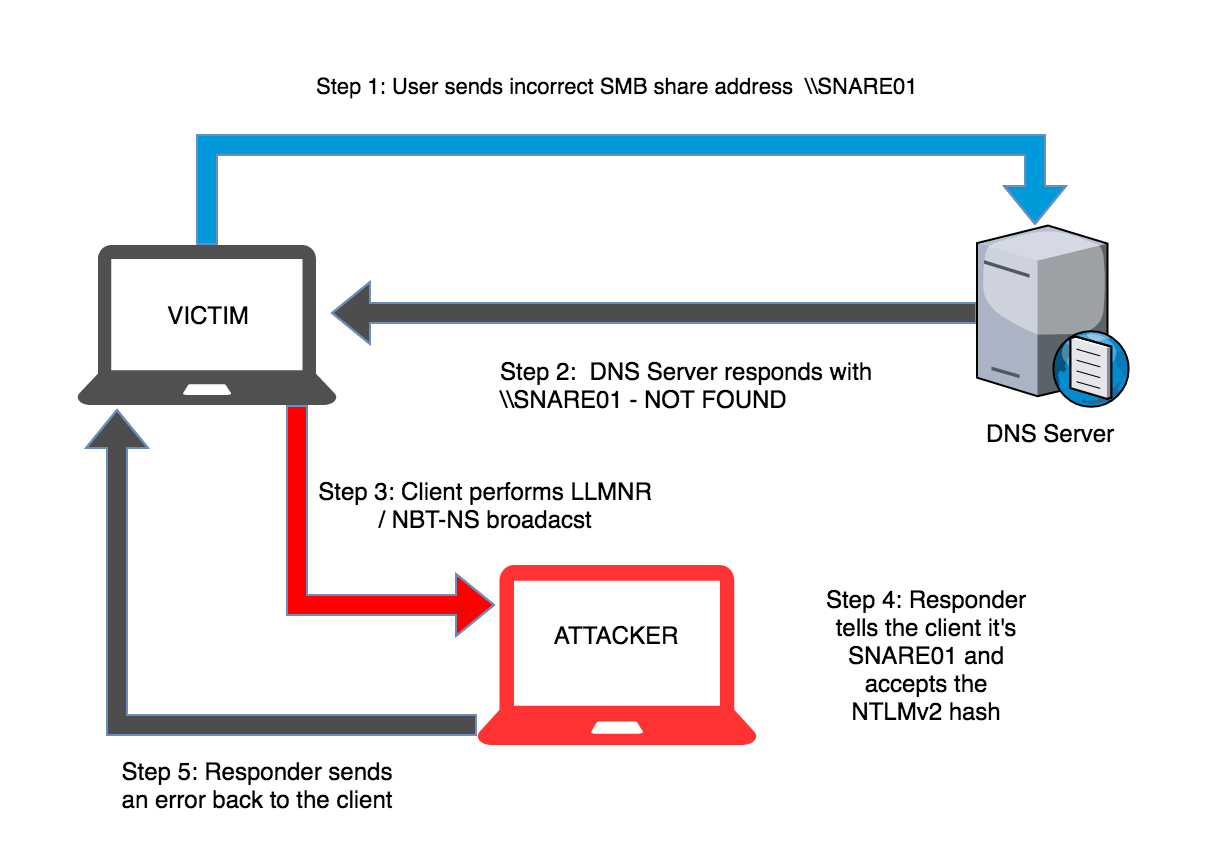 Step 1: User sends incorrect SMB share address \\SNARE01
VICTIM
Step 2: DNS Server responds with
\\SNARE01 - NOT FOUND
DNS Server
Step 3: Client performs LLMNR
/ NBT-NS broadacst
ATTACKER
Step 4: Responder
tells the client it's
SNARE01 and
accepts the
NTLMv2 hash
Step 5: Responder sends
an error back to the client